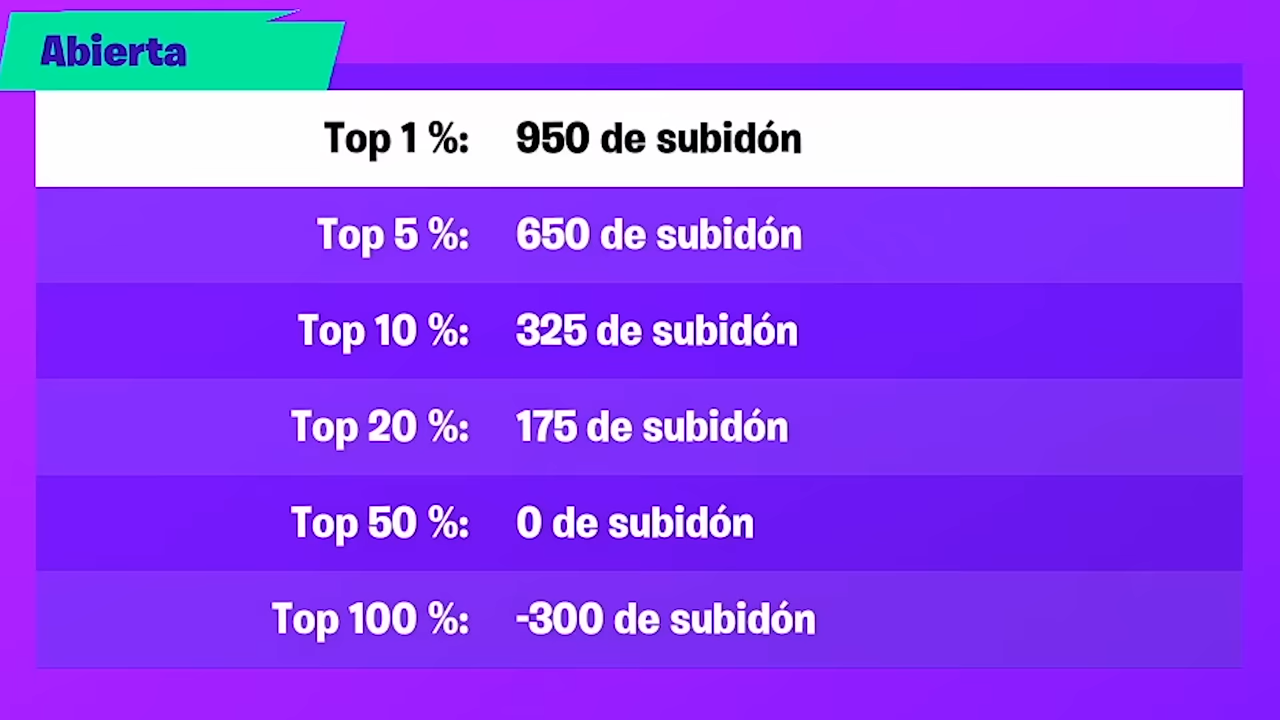 Abierta
Top 1 %: 950 de subidón
Top 5 %: 650 de subidón
Top 10 %: 325 de subidón
Top 20 %: 175 de subidón
Top 50 %: 0 de subidón
Top 100 %: -300 de subidón